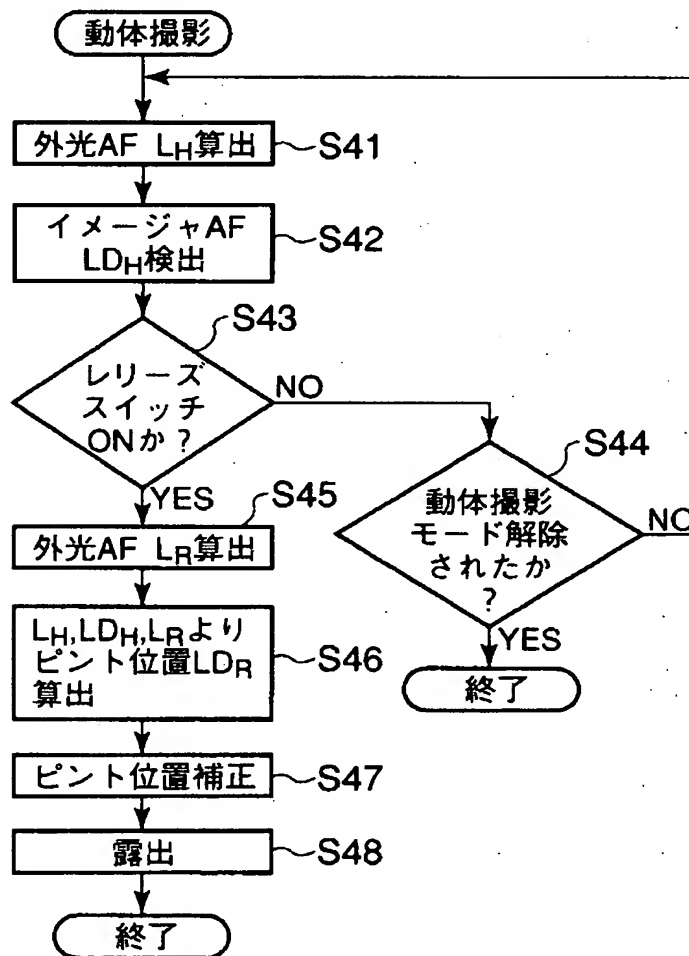 動体撮影
外光AF LH算出
S41
イメージャAF
LDH検出
S42
S43
レリーズ
スイッチ
ONか？
NO
YES
S44
動体撮影
モード解除
されたか
？
NO
YES
終了
S45
外光AF LR算出
LH,LDH,LRより
ピント位置LDR
算出
S46
ピント位置補正
S47
露出
S48
終了